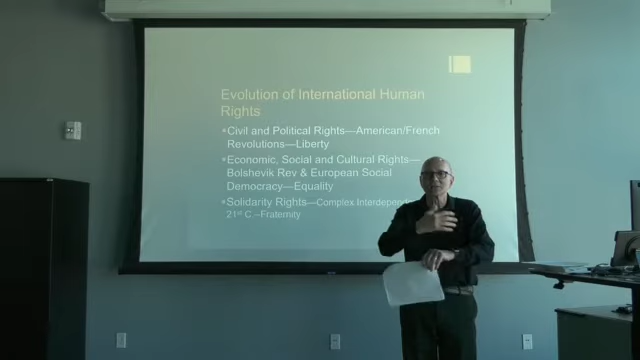 Evolution of International Human
Rights
▪Civil and Political Rights—American/French
Revolutions—Liberty
▪Economic, Social and Cultural Rights—
Bolshevik Rev & European Social
Democracy—Equality
▪Solidarity Rights—Complex
21st C.–Fraternity